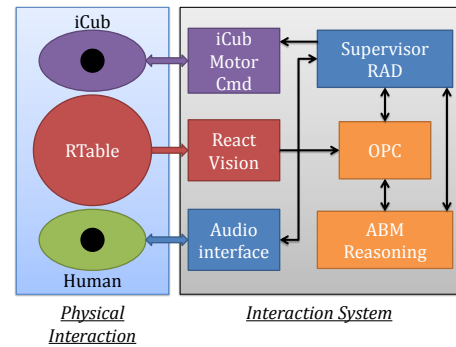 iCub
RTable
Human
iCub
Motor
Cmd
React
Vision
Audio
interface
Supervisor
RAD
OPC
ABM
Reasoning
Physical
Interaction
Interaction System